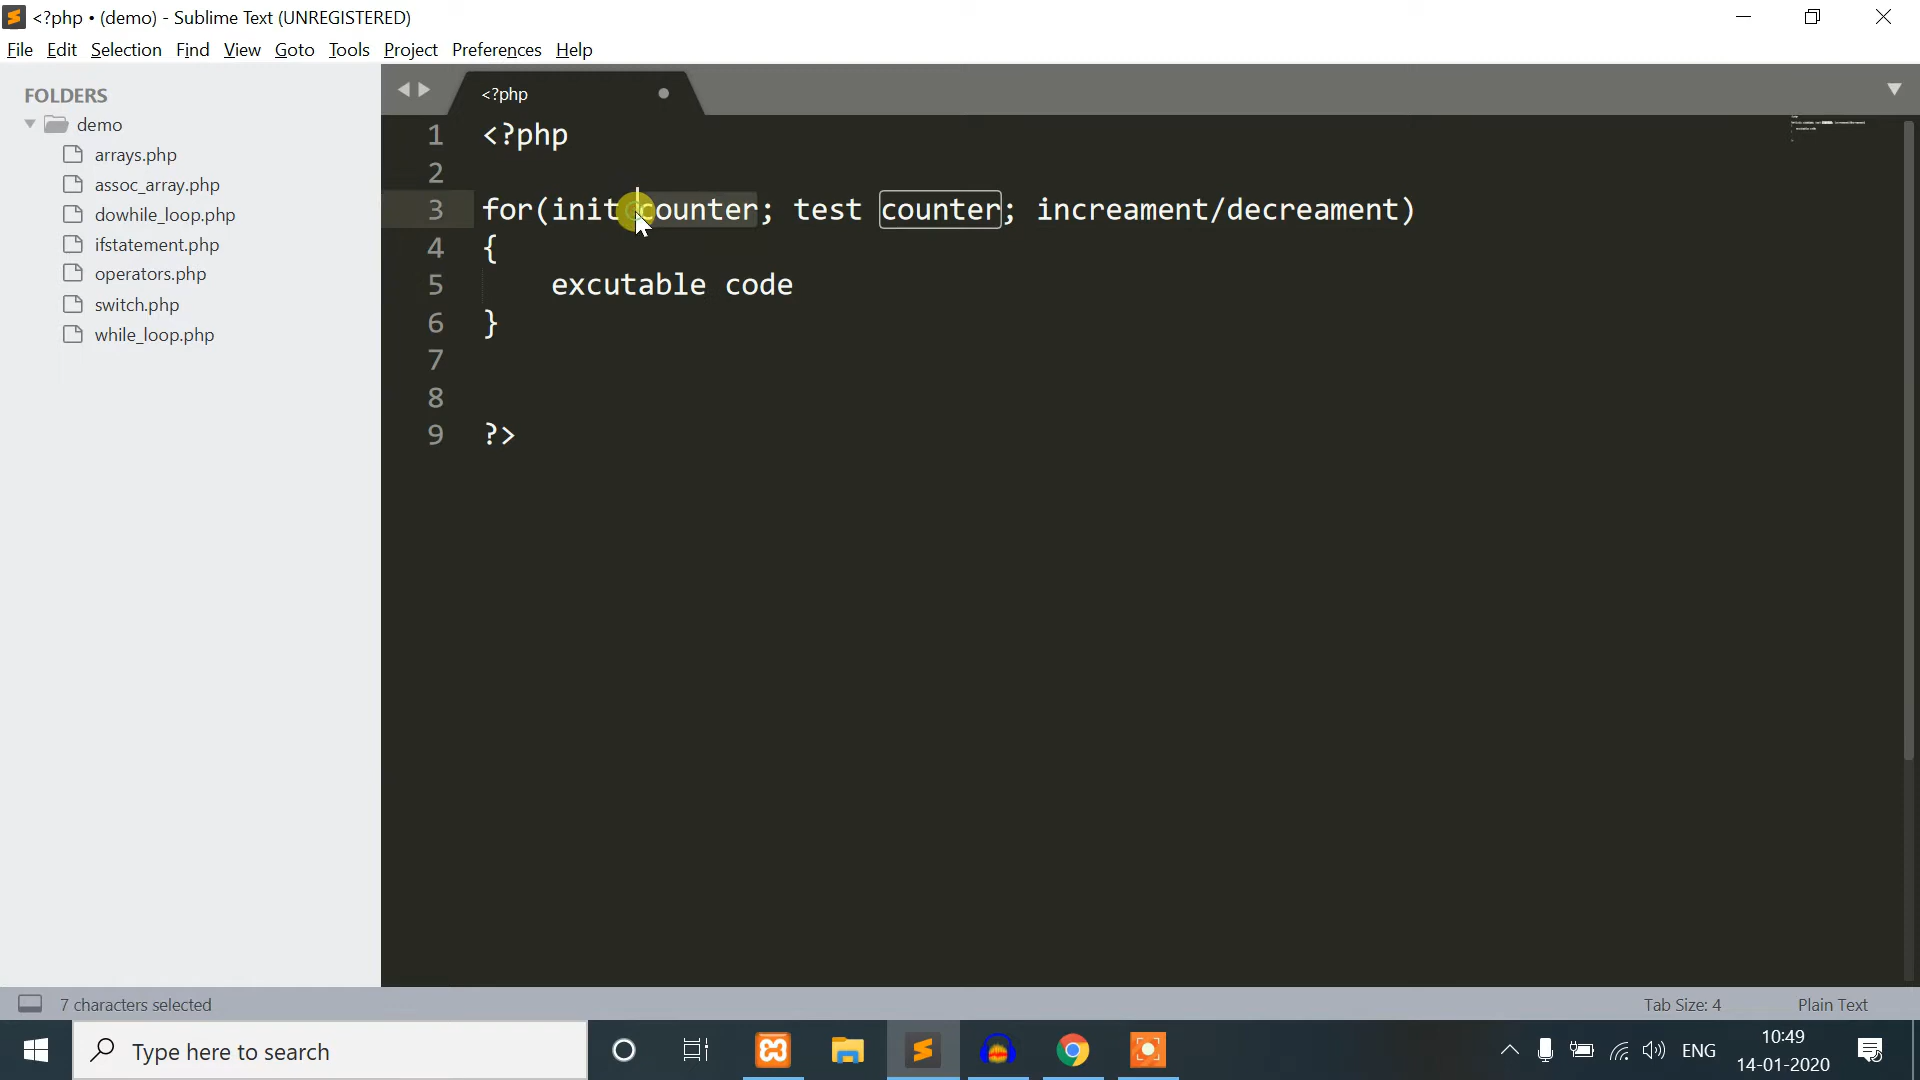 <?php • (demo) - Sublime Text (UNREGISTERED)
File Edit Selection Find View Goto Tools Project Preferences Help
FOLDERS
demo
arrays.php
assoc_array.php
dowhile_loop.php
ifstatement.php
operators.php
switch.php
while_loop.php
<?php
1 <?php
2
3 for(init counter; test counter; increament/decreament)
4 {
5 excutable code
6 }
7
8
9 ?>
7 characters selected
Tab Size: 4
Plain Text
Type here to search
ENG
10:49
14-01-2020